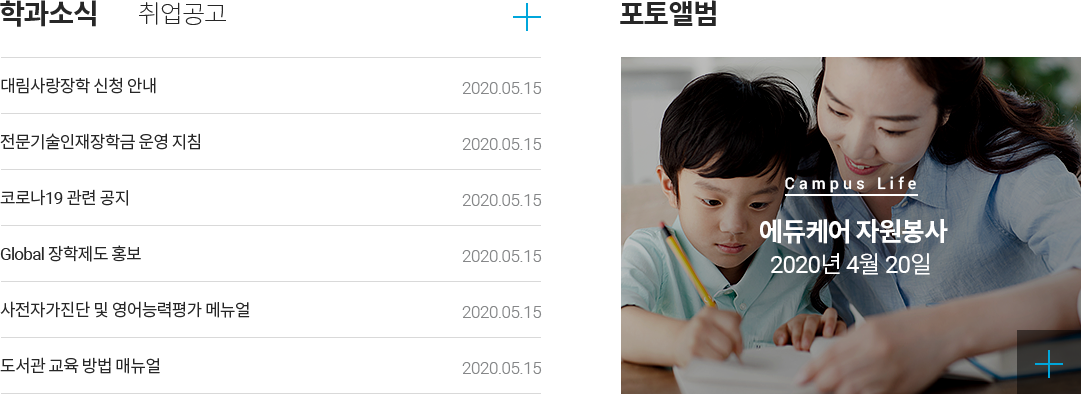 학과소식 취업공고
대림사랑장학 신청 안내 2020.05.15
전문기술인재장학금 운영 지침 2020.05.15
코로나19 관련 공지 2020.05.15
Global 장학제도 홍보 2020.05.15
사전자가진단 및 영어능력평가 메뉴얼 2020.05.15
도서관 교육 방법 매뉴얼 2020.05.15
포토앨범
Campus Life
에듀케어 자원봉사
2020년 4월 20일